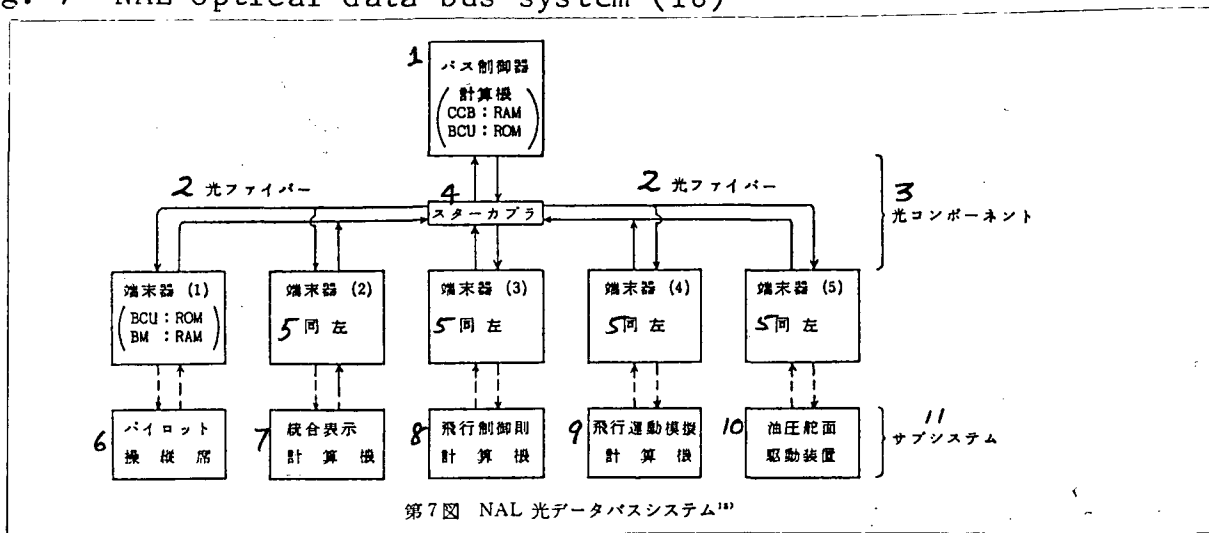 g. 7 NAL optical data bus system (18)
1
バス制御器
計算機
CCB：RAM
BCU：ROM
2 光ファイバー
4
スターカプラ
2 光ファイバー
3
光コンポーネント
端末器 (1)
BCU：ROM
BM ：RAM
端末器 (2)
5 同左
端末器 (3)
5 同左
端末器 (4)
5 同左
端末器 (5)
5 同左
6
パイロット
操縦席
7
統合表示
計算機
8
飛行制御則
計算機
9
飛行運動模擬
計算機
10
油圧舵面
駆動装置
11
サブシステム
第7図 NAL 光データバスシステム